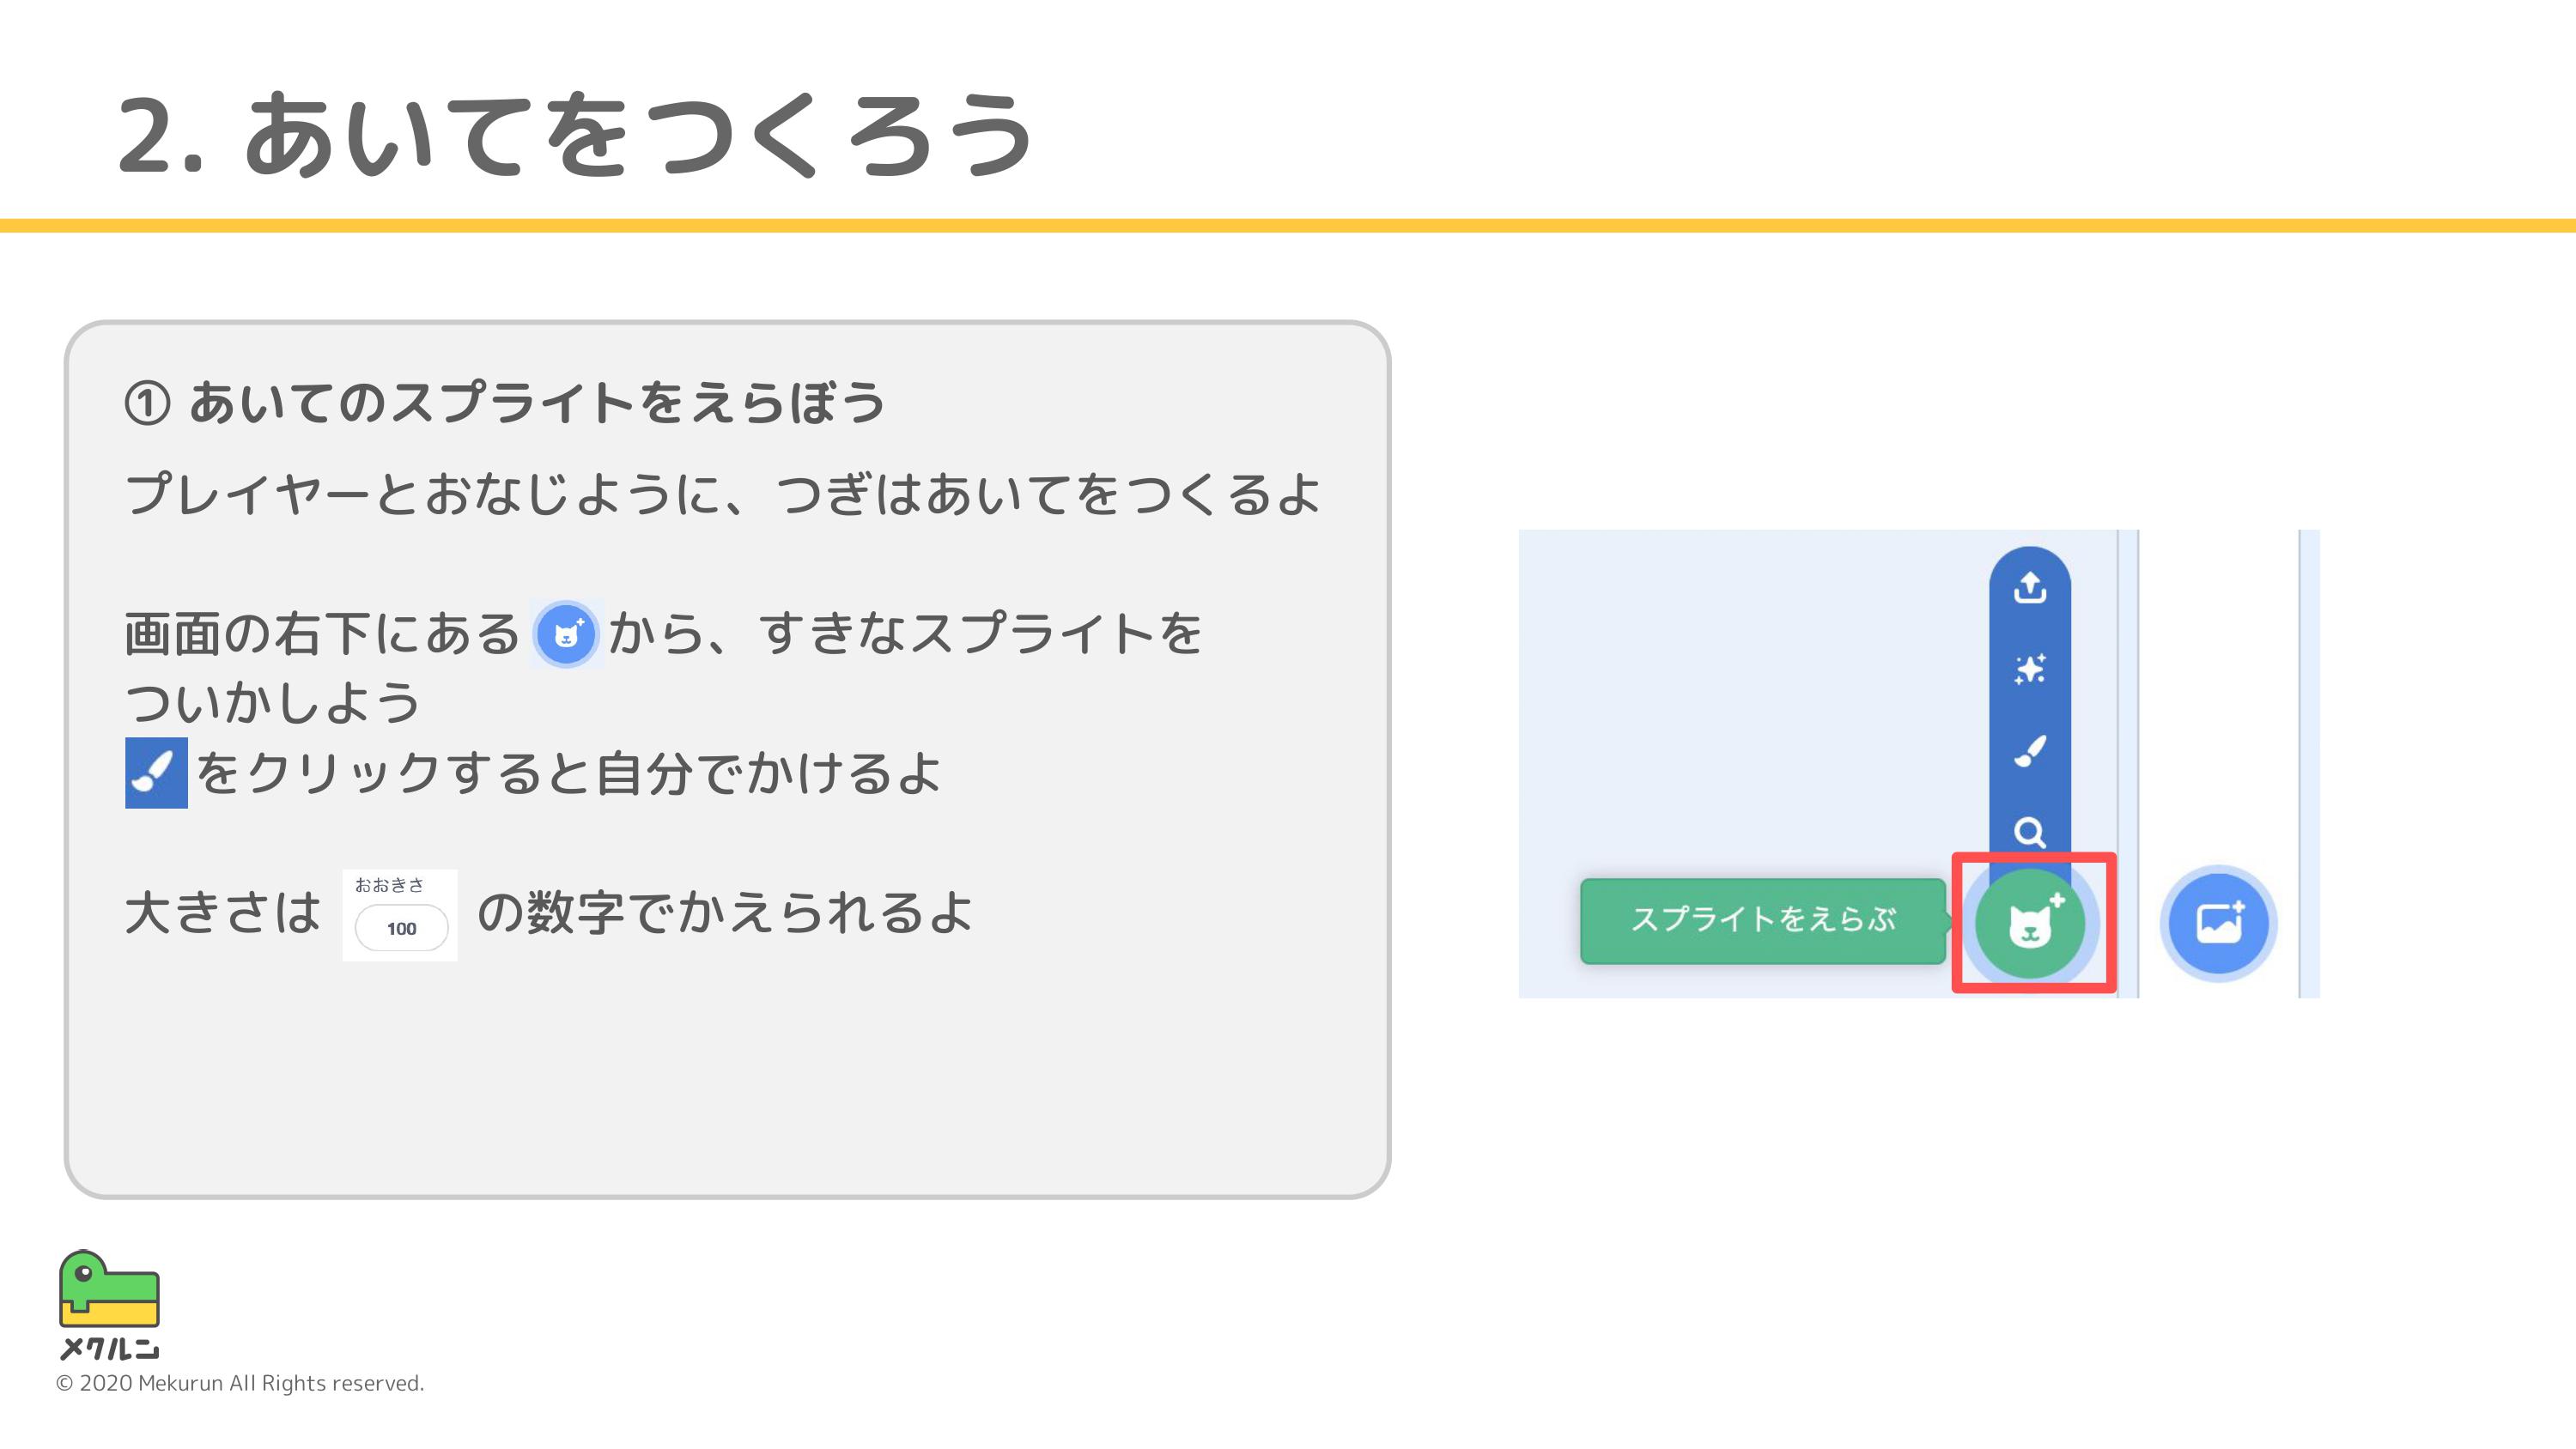 2. あいてをつくろう
① あいてのスプライトをえらぼう
プレイヤーとおなじように、つぎはあいてをつくるよ
画面の右下にある から、すきなスプライトを
ついかしよう
をクリックすると自分でかけるよ
おおきさ
大きさは 100 の数字でかえられるよ
スプライトをえらぶ
メクルン
© 2020 Mekurun All Rights reserved.